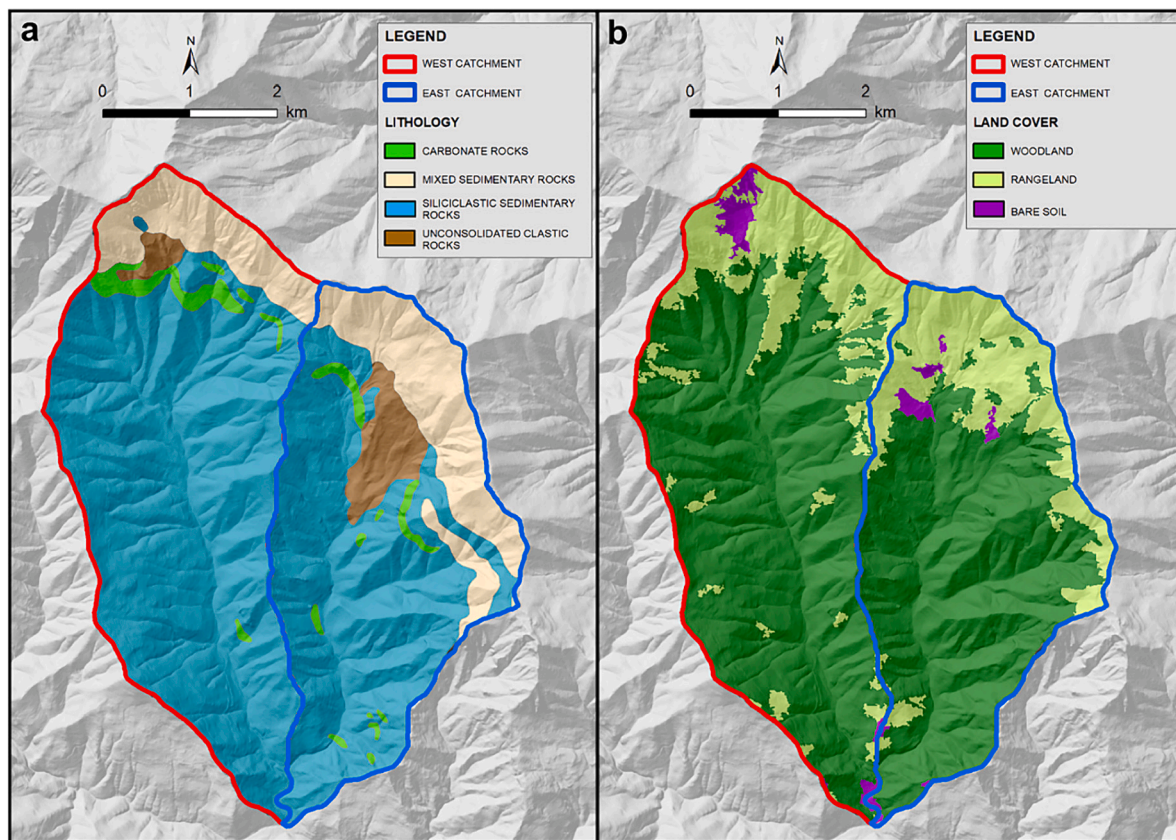 a
N
0 1 2
km
LEGEND
WEST CATCHMENT
EAST CATCHMENT
LITHOLOGY
CARBONATE ROCKS
MIXED SEDIMENTARY ROCKS
SILICICLASTIC SEDIMENTARY
ROCKS
UNCONSOLIDATED CLASTIC
ROCKS
b
N
0 1 2
km
LEGEND
WEST CATCHMENT
EAST CATCHMENT
LAND COVER
WOODLAND
RANGELAND
BARE SOIL